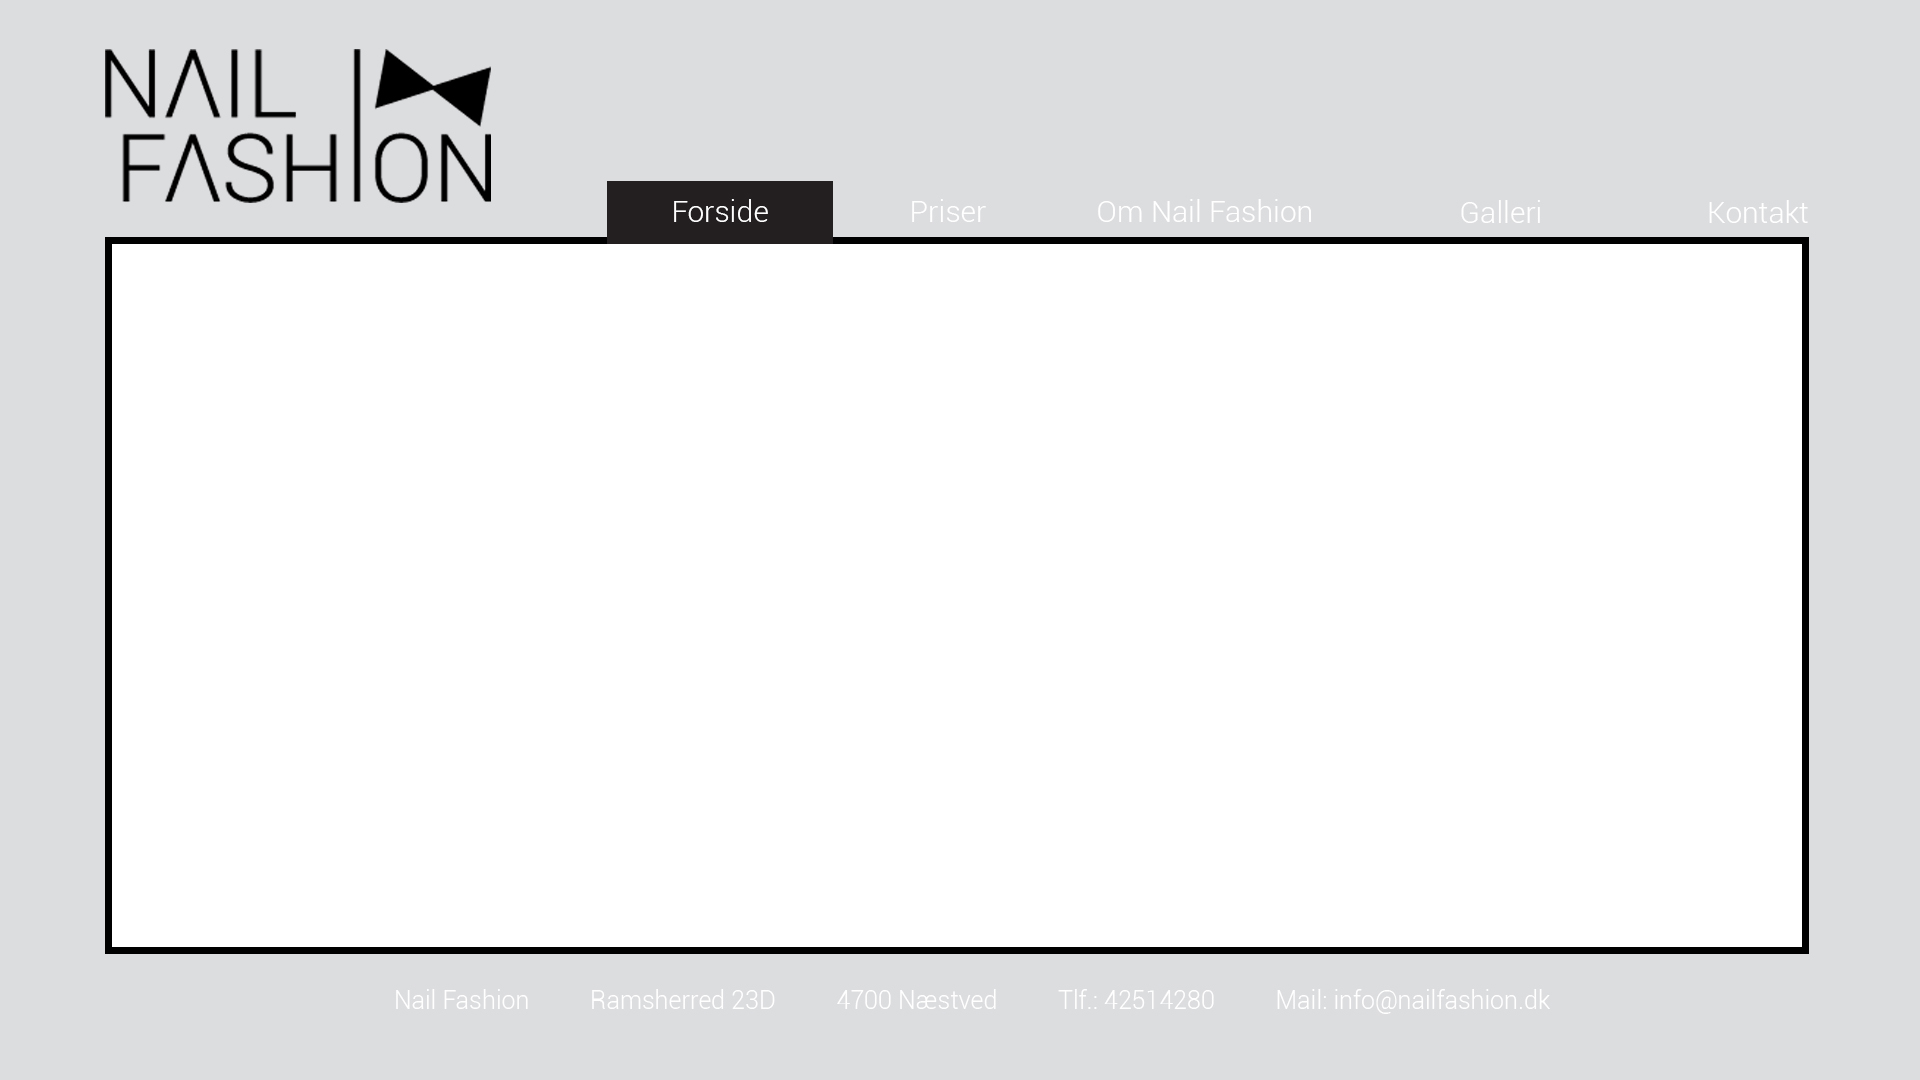 NAIL
FASHION
Forside Priser Om Nail Fashion Galleri Kontakt
Nail Fashion Ramsherred 23D 4700 Næstved Tlf.: 42514280 Mail: info@nailfashion.dk